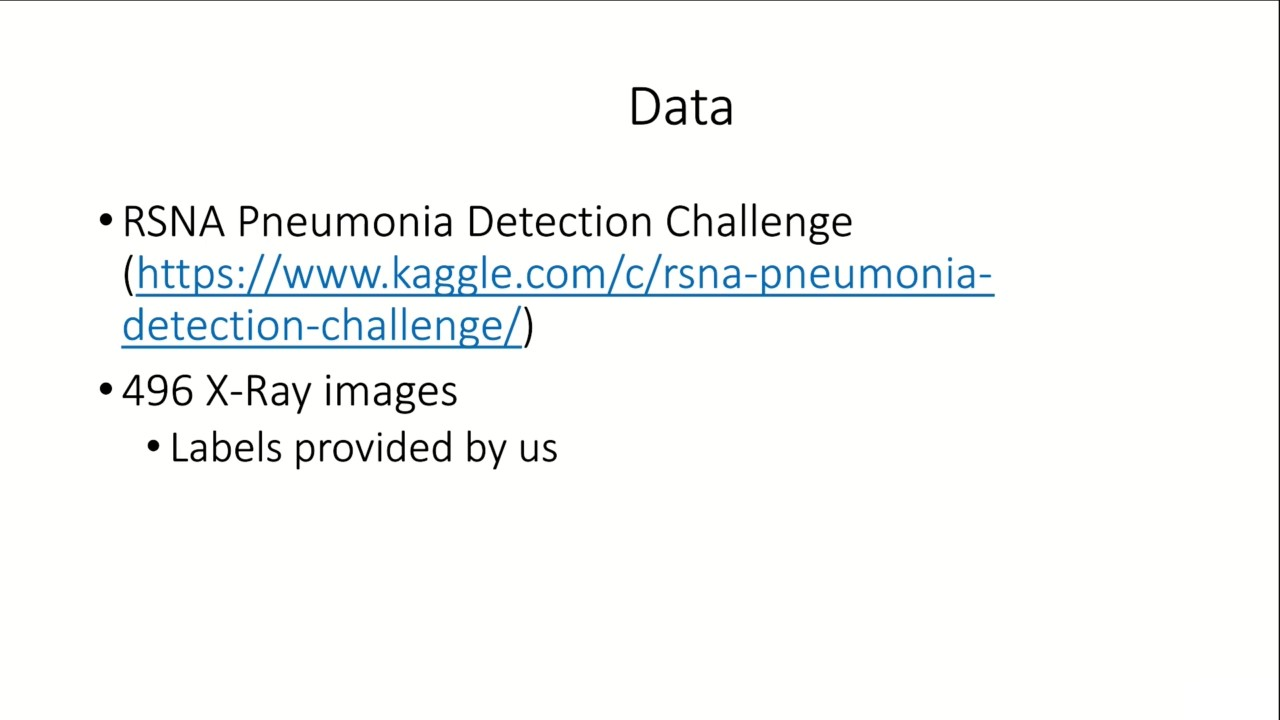 Data
• RSNA Pneumonia Detection Challenge
(https://www.kaggle.com/c/rsna-pneumonia-
detection-challenge/)
• 496 X-Ray images
• Labels provided by us